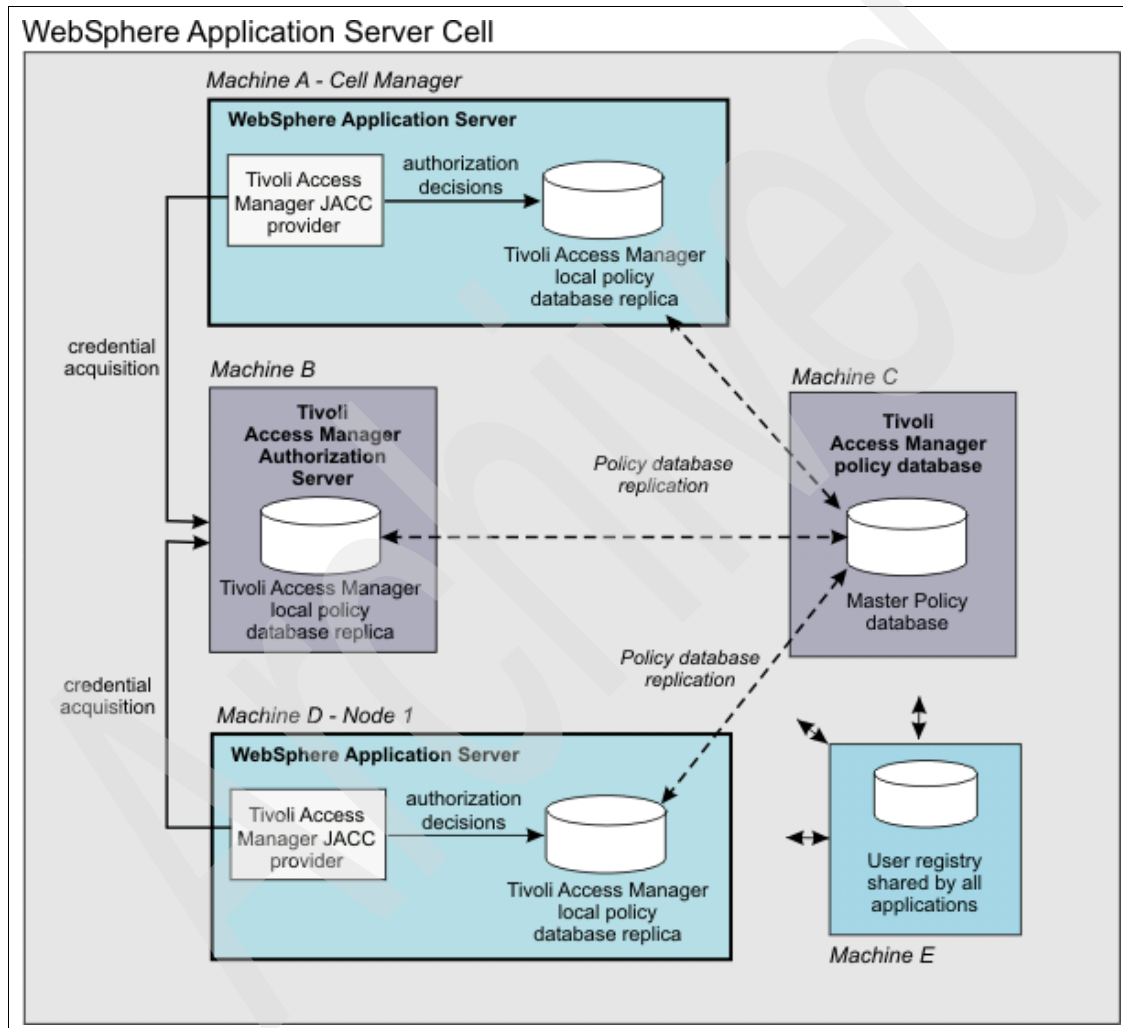 WebSphere Application Server Cell
Machine A - Cell Manager
WebSphere Application Server
Tivoli Access
Manager JACC
provider
authorization
decisions
Tivoli Access Manager
local policy
database replica
credential
acquisition
Machine B
Tivoli
Access Manager
Authorization
Server
Tivoli Access Manager
local policy
database replica
Policy database
replication
Machine C
Tivoli
Access Manager
policy database
Master Policy
database
Policy database
replication
credential
acquisition
Machine D - Node 1
WebSphere Application Server
Tivoli Access
Manager JACC
provider
authorization
decisions
Tivoli Access Manager
local policy
database replica
User registry
shared by all
applications
Machine E
Archived